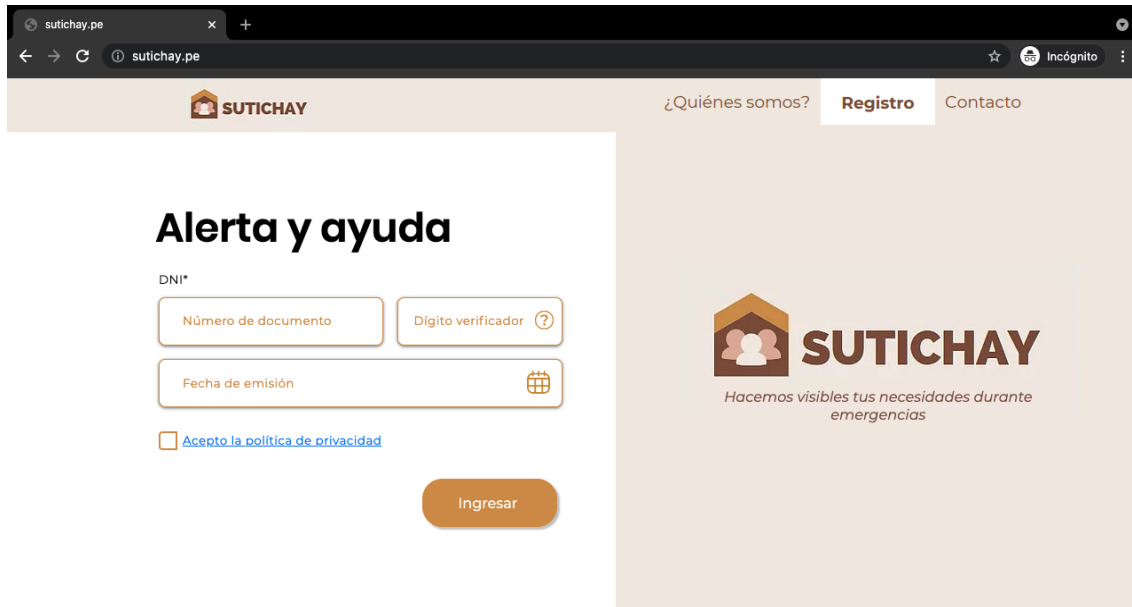 sutichay.pe
sutichay.pe
Incógnito
SUTICHAY
¿Quiénes somos? Registro Contacto
Alerta y ayuda
DNI*
Número de documento Dígito verificador ?
Fecha de emisión
Acepto la política de privacidad
Ingresar
SUTICHAY
Hacemos visibles tus necesidades durante
emergencias